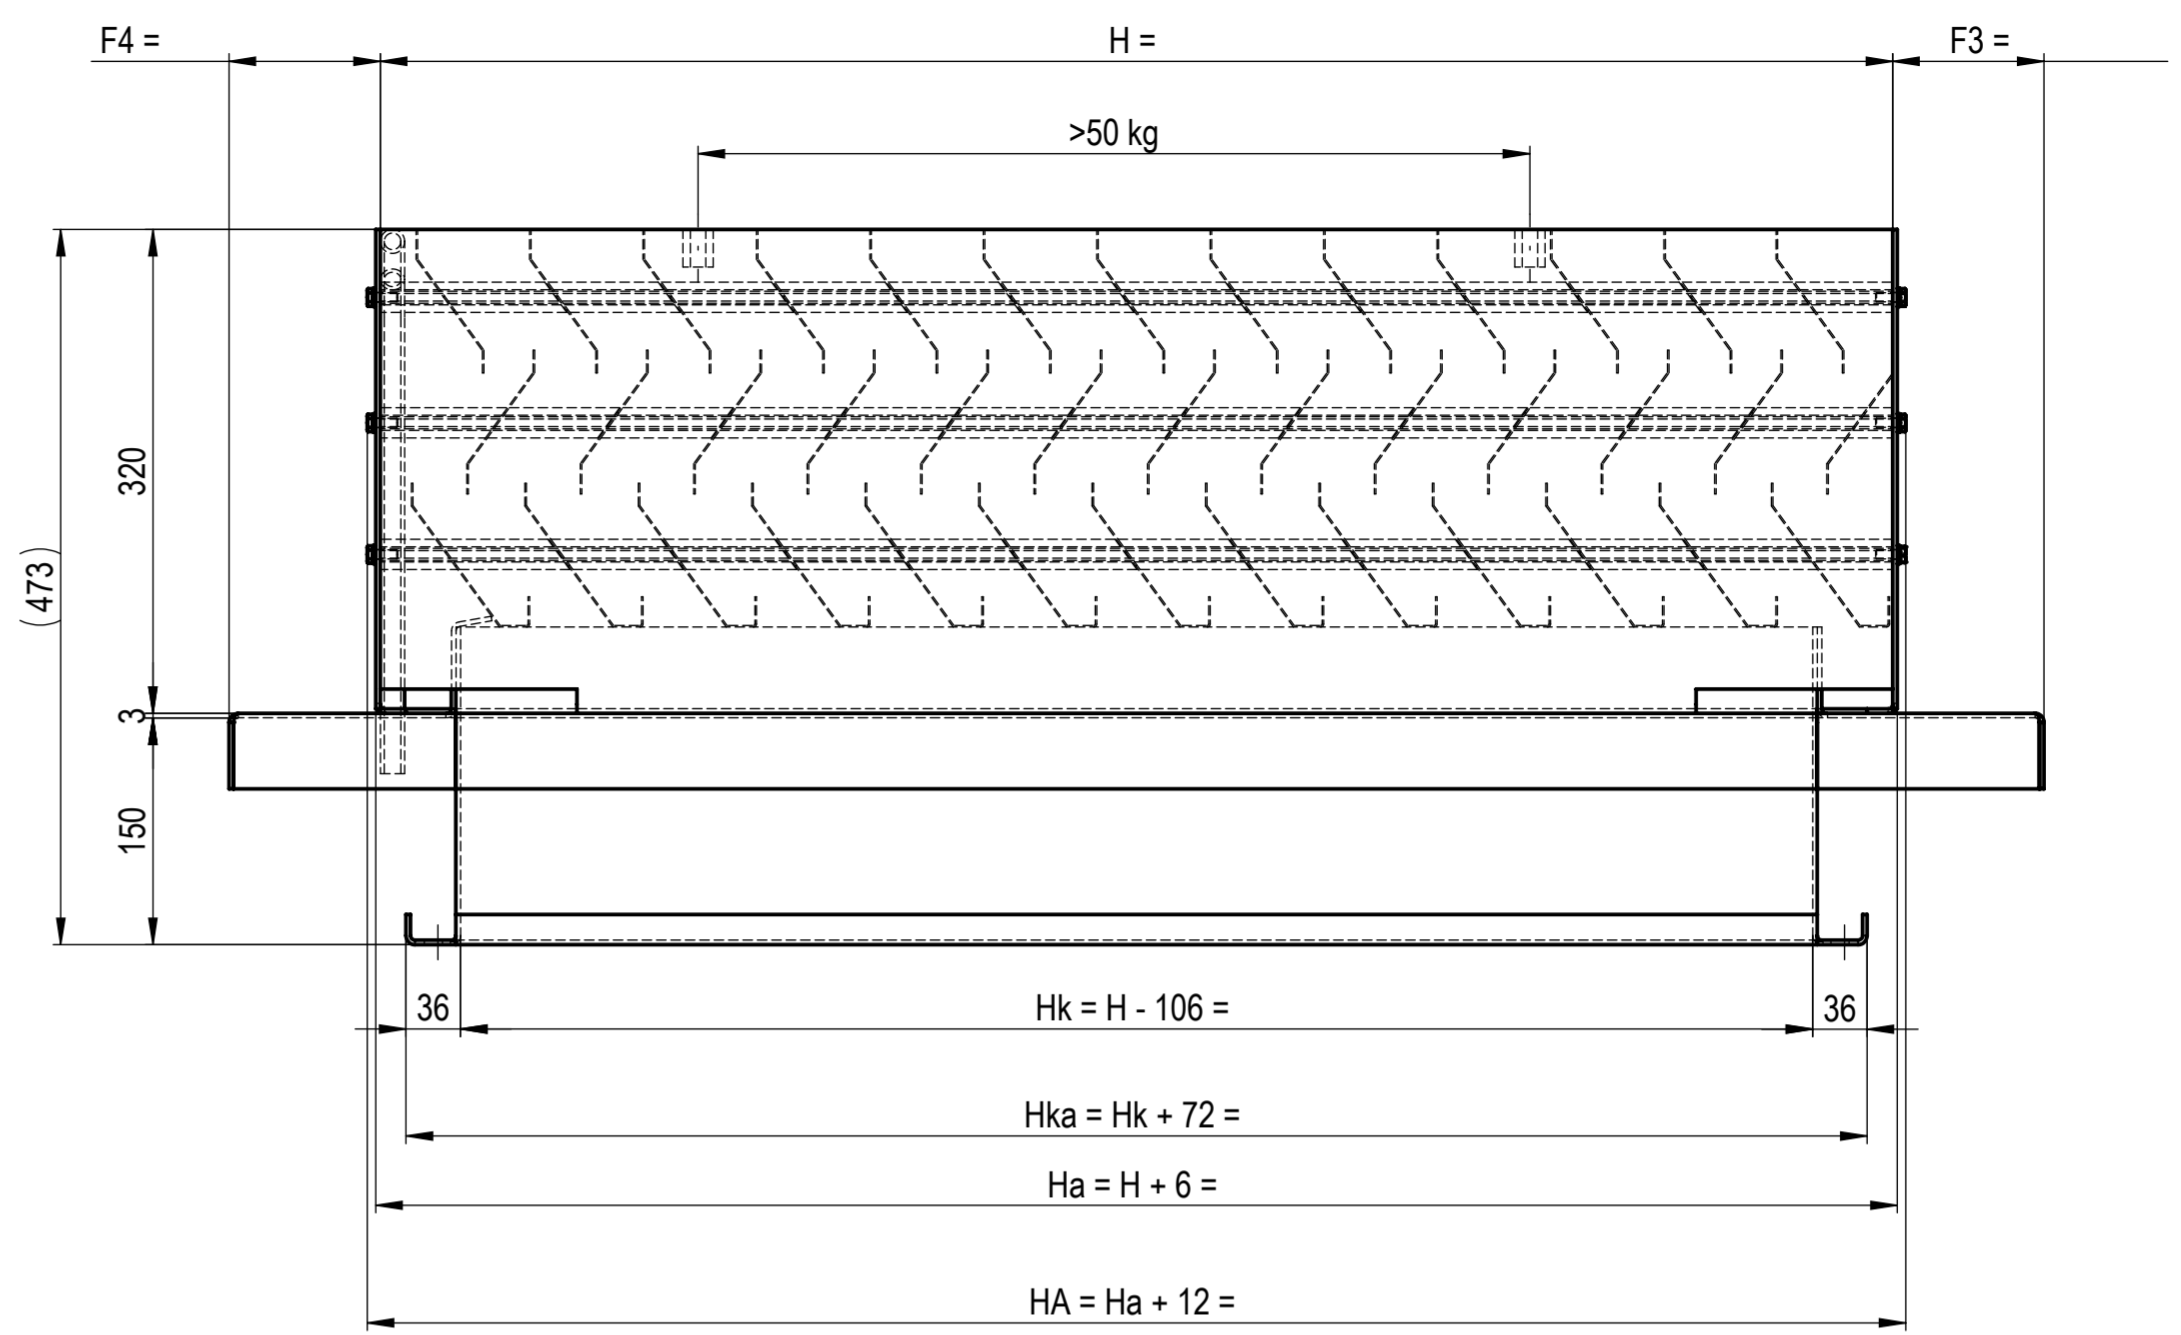 F4 =
H =
F3 =
>50 kg
320
(473)
3
150
36
Hk = H - 106 =
36
Hka = Hk + 72 =
Ha = H + 6 =
HA = Ha + 12 =